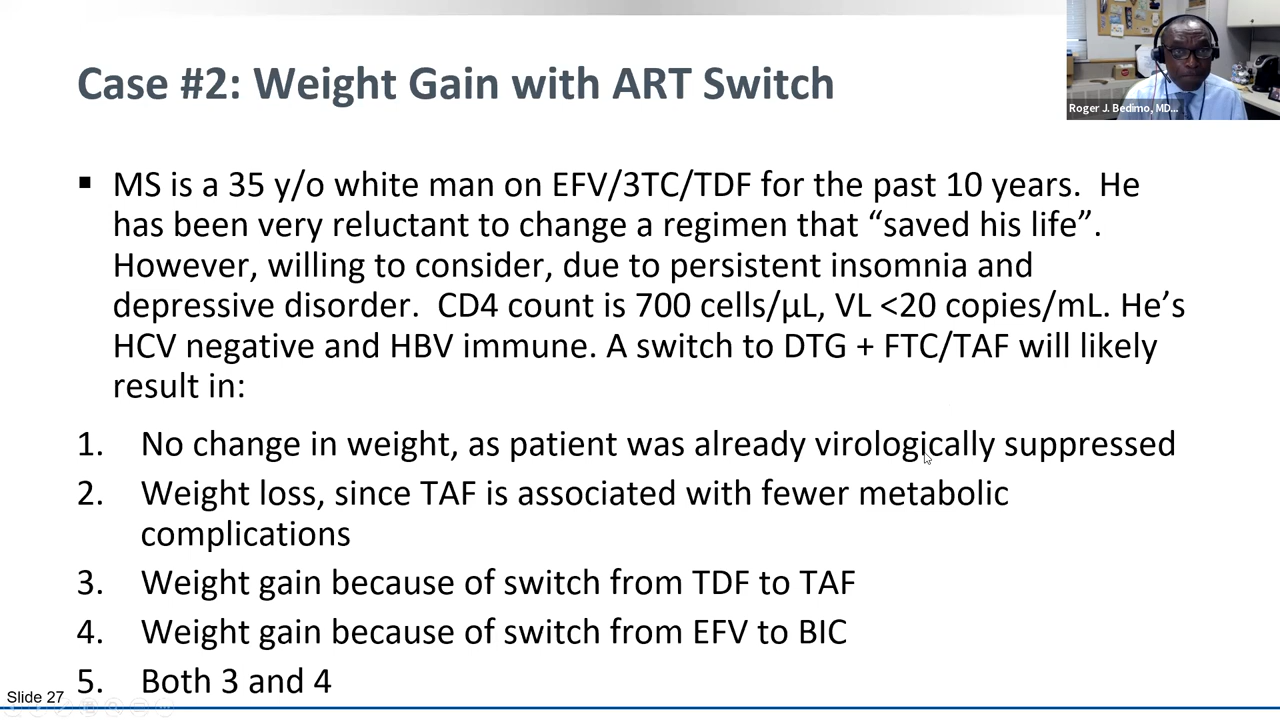 Case #2: Weight Gain with ART Switch
Roger J. Bedimo, MD...
▪ MS is a 35 y/o white man on EFV/3TC/TDF for the past 10 years. He
has been very reluctant to change a regimen that “saved his life”.
However, willing to consider, due to persistent insomnia and
depressive disorder. CD4 count is 700 cells/µL, VL <20 copies/mL. He’s
HCV negative and HBV immune. A switch to DTG + FTC/TAF will likely
result in:
1. No change in weight, as patient was already virologically suppressed
2. Weight loss, since TAF is associated with fewer metabolic
complications
3. Weight gain because of switch from TDF to TAF
4. Weight gain because of switch from EFV to BIC
5. Both 3 and 4
Slide 27